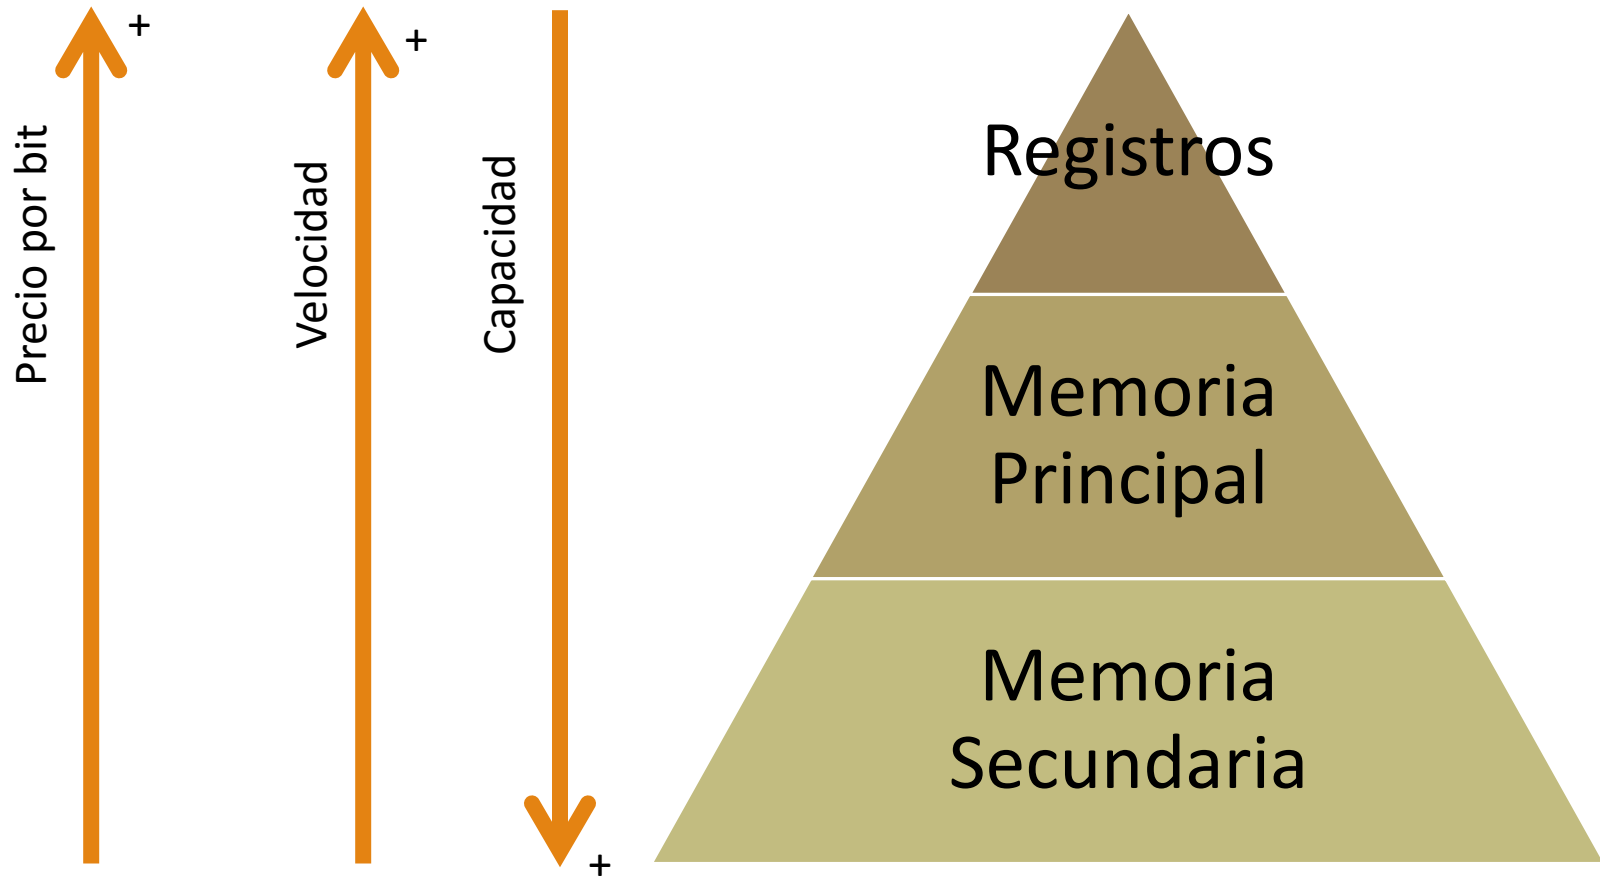 +
Precio por bit
+
Velocidad
Capacidad
+
Registros
Memoria
Principal
Memoria
Secundaria